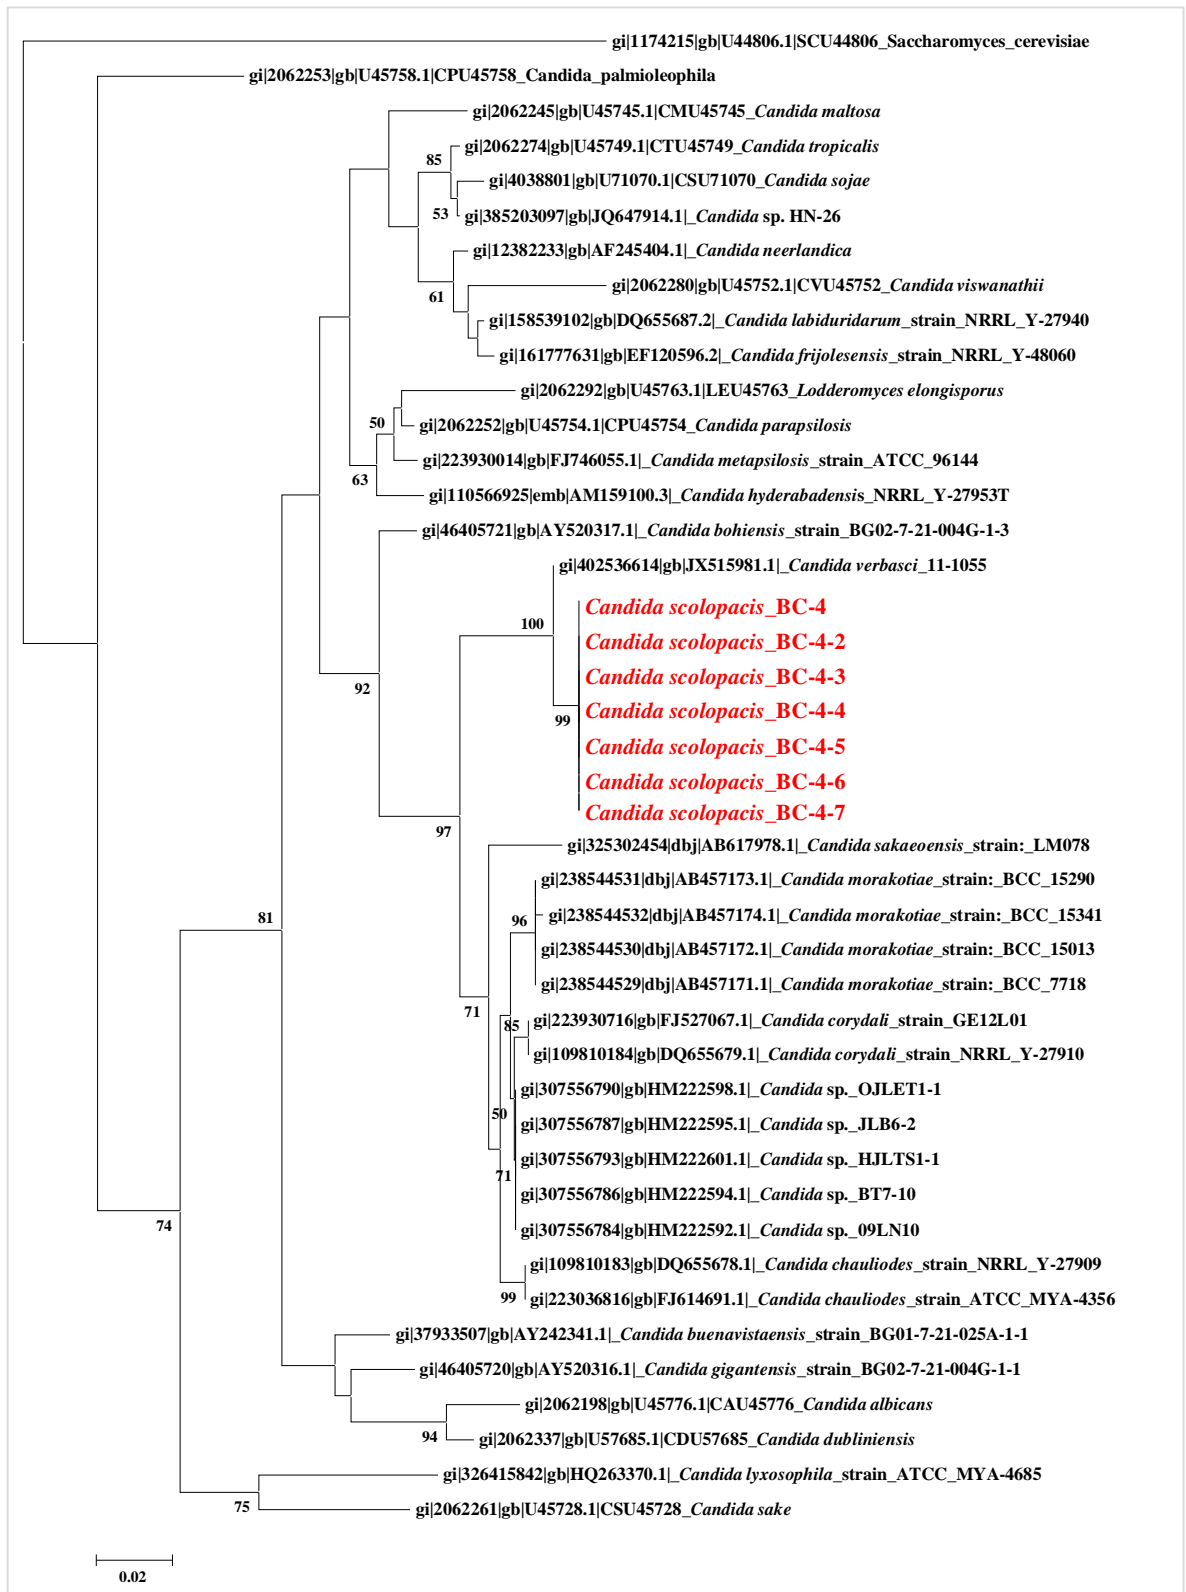 gi|1174215|gb|U44806.1|SCU44806_Saccharomyces_cerevisiae
gi|2062253|gb|U45758.1|CPU45758_Candida_palmioleophila
gi|2062245|gb|U45745.1|CMU45745_Candida maltosa
gi|2062274|gb|U45749.1|CTU45749_Candida tropicalis
85
gi|4038801|gb|U71070.1|CSU71070_Candida sojae
53
gi|385203097|gb|JQ647914.1|_Candida sp. HN-26
gi|12382233|gb|AF245404.1|_Candida neerlandica
gi|2062280|gb|U45752.1|CVU45752_Candida viswanathii
61
gi|158539102|gb|DQ655687.2|_Candida labiduridarum_strain_NRRL_Y-27940
gi|161777631|gb|EF120596.2|_Candida frijolesensis_strain_NRRL_Y-48060
gi|2062292|gb|U45763.1|LEU45763_Lodderomyces elongisporus
50
gi|2062252|gb|U45754.1|CPU45754_Candida parapsilosis
gi|223930014|gb|FJ746055.1|_Candida metapsilosis_strain_ATCC_96144
63
gi|110566925|emb|AM159100.3|_Candida hyderabadensis_NRRL_Y-27953T
gi|46405721|gb|AY520317.1|_Candida bohiensis_strain_BG02-7-21-004G-1-3
gi|402536614|gb|JX515981.1|_Candida verbasci_11-1055
Candida scolopacis_BC-4
100
Candida scolopacis_BC-4-2
Candida scolopacis_BC-4-3
92
Candida scolopacis_BC-4-4
99
Candida scolopacis_BC-4-5
Candida scolopacis_BC-4-6
Candida scolopacis_BC-4-7
97
gi|325302454|dbj|AB617978.1|_Candida sakaeoensis_strain:_LM078
gi|238544531|dbj|AB457173.1|_Candida morakotiae_strain:_BCC_15290
gi|238544532|dbj|AB457174.1|_Candida morakotiae_strain:_BCC_15341
81
96
gi|238544530|dbj|AB457172.1|_Candida morakotiae_strain:_BCC_15013
gi|238544529|dbj|AB457171.1|_Candida morakotiae_strain:_BCC_7718
71
gi|223930716|gb|FJ527067.1|_Candida corydali_strain_GE12L01
85
gi|109810184|gb|DQ655679.1|_Candida corydali_strain_NRRL_Y-27910
gi|307556790|gb|HM222598.1|_Candida sp._OJLET1-1
50
gi|307556787|gb|HM222595.1|_Candida sp._JLB6-2
gi|307556793|gb|HM222601.1|_Candida sp._HJLTS1-1
71
gi|307556786|gb|HM222594.1|_Candida sp._BT7-10
74
gi|307556784|gb|HM222592.1|_Candida sp._09LN10
gi|109810183|gb|DQ655678.1|_Candida chauliodes_strain_NRRL_Y-27909
99
gi|223036816|gb|FJ614691.1|_Candida chauliodes_strain_ATCC_MYA-4356
gi|37933507|gb|AY242341.1|_Candida buenavistaensis_strain_BG01-7-21-025A-1-1
gi|46405720|gb|AY520316.1|_Candida gigantensis_strain_BG02-7-21-004G-1-1
gi|2062198|gb|U45776.1|CAU45776_Candida albicans
94
gi|2062337|gb|U57685.1|CDU57685_Candida dubliniensis
gi|326415842|gb|HQ263370.1|_Candida lyxosophila_strain_ATCC_MYA-4685
75
gi|2062261|gb|U45728.1|CSU45728_Candida sake
0.02